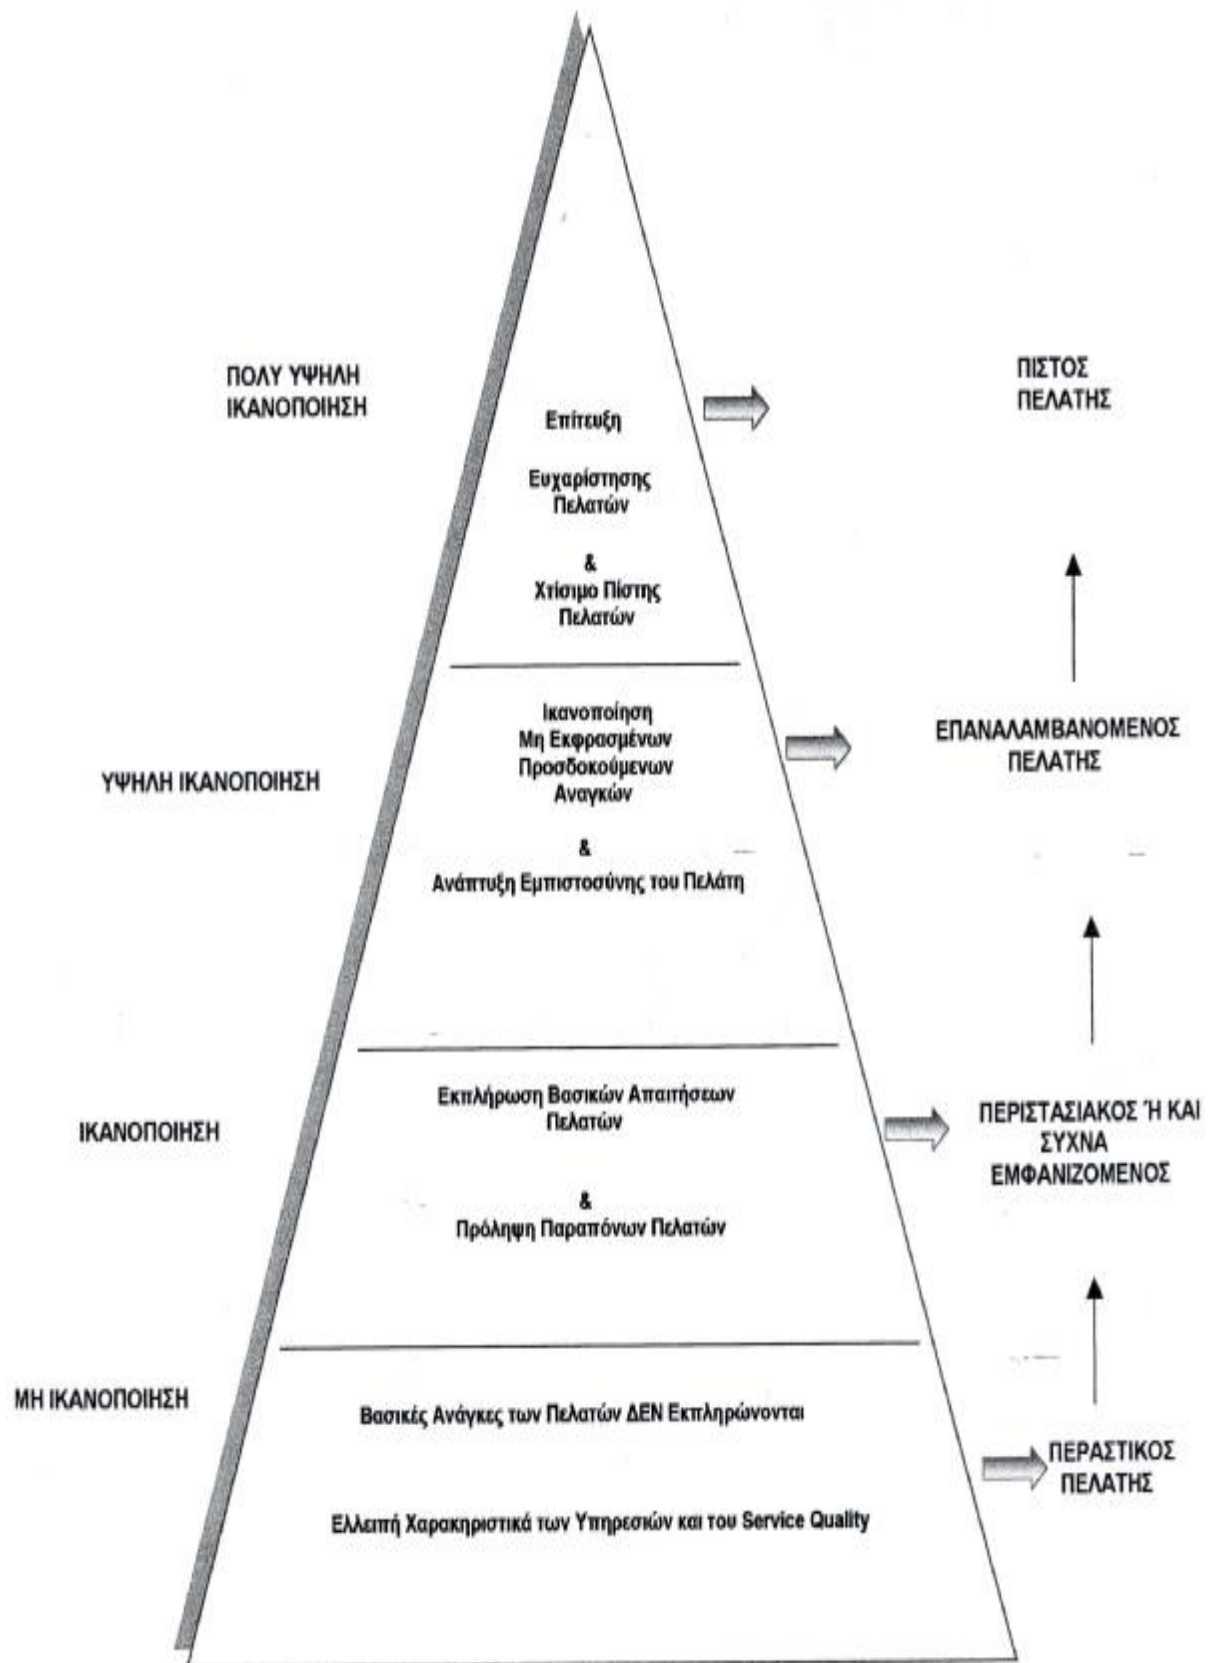 ΠΟΛΥ ΥΨΗΛΗ
ΙΚΑΝΟΠΟΙΗΣΗ
Επίτευξη
Ευχαρίστησης
Πελατών
&
Χτίσιμο Πίστης
Πελατών
ΠΙΣΤΟΣ
ΠΕΛΑΤΗΣ
ΥΨΗΛΗ ΙΚΑΝΟΠΟΙΗΣΗ
Ικανοποίηση
Μη Εκφρασμένων
Προσδοκούμενων
Αναγκών
&
Ανάπτυξη Εμπιστοσύνης του Πελάτη
ΕΠΑΝΑΛΑΜΒΑΝΟΜΕΝΟΣ
ΠΕΛΑΤΗΣ
ΙΚΑΝΟΠΟΙΗΣΗ
Εκπλήρωση Βασικών Απαιτήσεων
Πελατών
&
Πρόληψη Παραπόνων Πελατών
ΠΕΡΙΣΤΑΣΙΑΚΟΣ Ή ΚΑΙ
ΣΥΧΝΑ
ΕΜΦΑΝΙΖΟΜΕΝΟΣ
ΜΗ ΙΚΑΝΟΠΟΙΗΣΗ
Βασικές Ανάγκες των Πελατών ΔΕΝ Εκπληρώνονται
Ελλειπή Χαρακηριστικά των Υπηρεσιών και του Service Quality
ΠΕΡΑΣΤΙΚΟΣ
ΠΕΛΑΤΗΣ